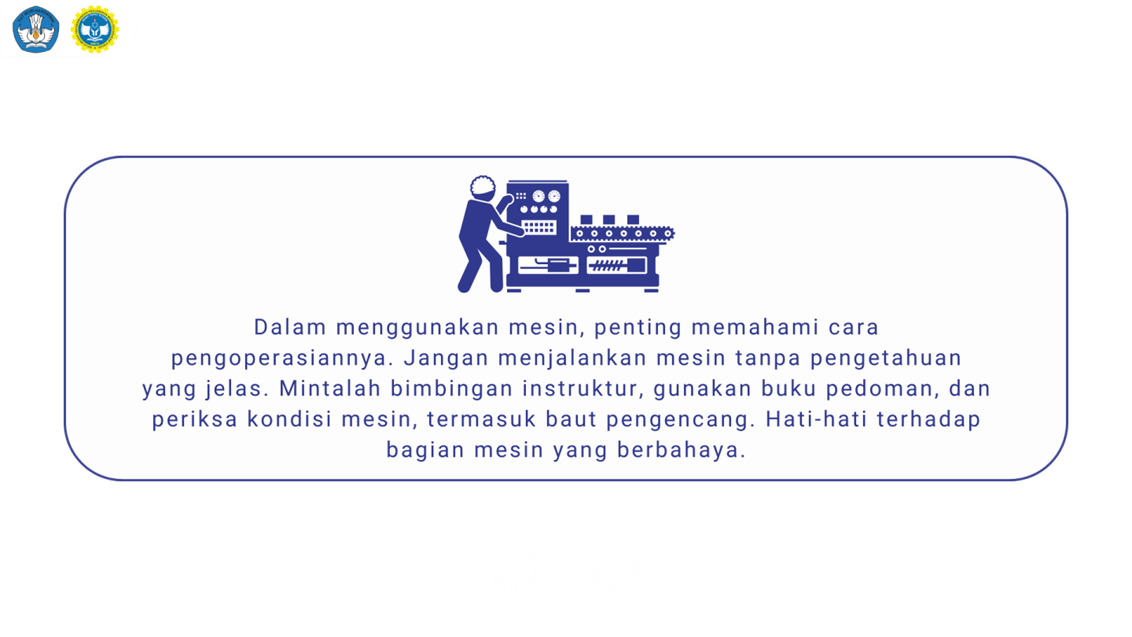 Dalam menggunakan mesin, penting memahami cara
pengoperasiannya. Jangan menjalankan mesin tanpa pengetahuan
yang jelas. Mintalah bimbingan instruktur, gunakan buku pedoman, dan
periksa kondisi mesin, termasuk baut pengencang. Hati-hati terhadap
bagian mesin yang berbahaya.